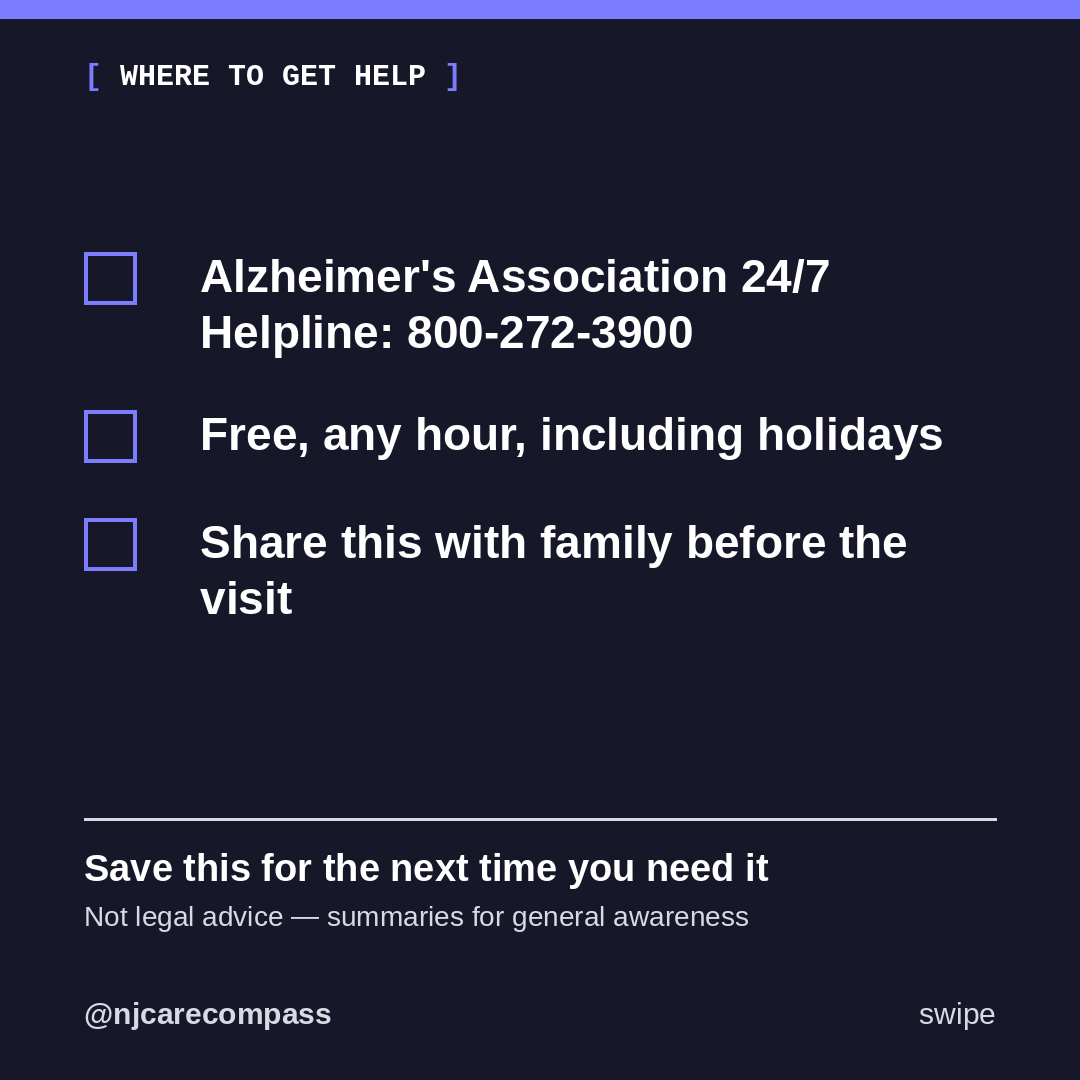 [ WHERE TO GET HELP ]
Alzheimer's Association 24/7
Helpline: 800-272-3900
Free, any hour, including holidays
Share this with family before the
visit
Save this for the next time you need it
Not legal advice — summaries for general awareness
@njcarecompass
swipe